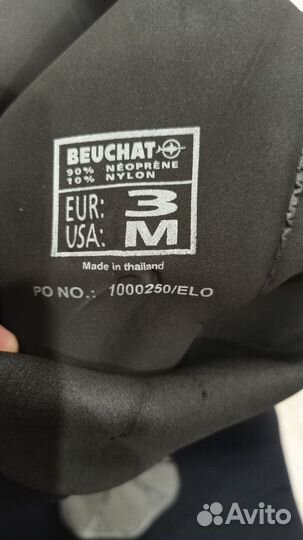 BEUCHAT
90% NÉOPRÈNE
10% NYLON
EUR: 3
USA: M
Made in thailand
PO NO.: 1000250/ELO
Avito